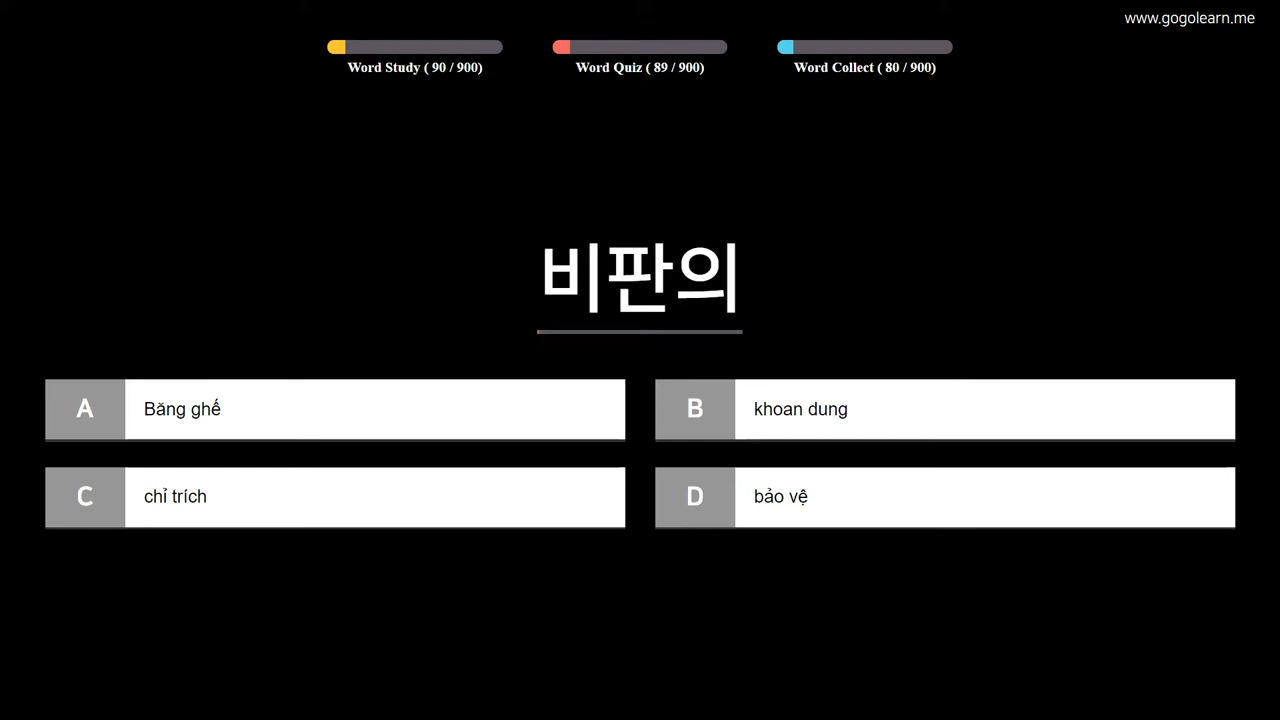 www.gogolearn.me
Word Study ( 90 / 900)
Word Quiz ( 89 / 900)
Word Collect ( 80 / 900)
비판의
A Băng ghế
B khoan dung
C chỉ trích
D bảo vệ